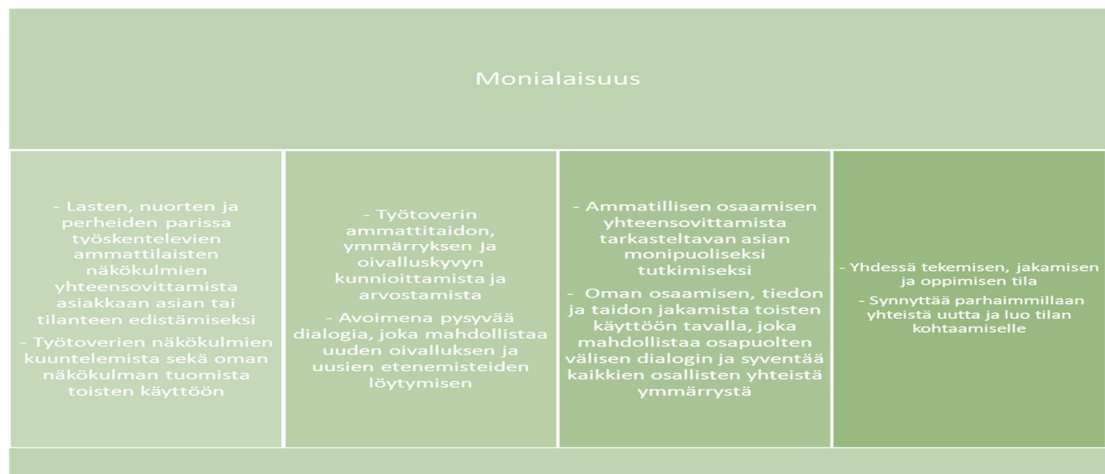 Monialaisuus
- Lasten, nuorten ja
perheiden parissa
työskentelevien
ammattilaisten
näkökulmien
yhteensovittamista
asiakkaan asian tai
tilanteen edistämiseksi
- Työtoverien näkökulmien
kuuntelemista sekä oman
näkökulman tuomista
toisten käyttöön
- Työtoverin
ammattitaidon,
ymmärryksen ja
oivalluskyvyn
kunnioittamista ja
arvostamista
- Avoimena pysyvää
dialogia, joka mahdollistaa
uuden oivalluksen ja
uusien etenemisteiden
löytymisen
- Ammatillisen osaamisen
yhteensovittamista
tarkasteltavan asian
monipuoliseksi
tutkimiseksi
- Oman osaamisen, tiedon
ja taidon jakamista toisten
käyttöön tavalla, joka
mahdollistaa osapuolten
välisen dialogin ja syventää
kaikkien osallisten yhteistä
ymmärrystä
- Yhdessä tekemisen, jakamisen
ja oppimisen tila
- Synnyttää parhaimmillaan
yhteistä uutta ja luo tilan
kohtaamiselle